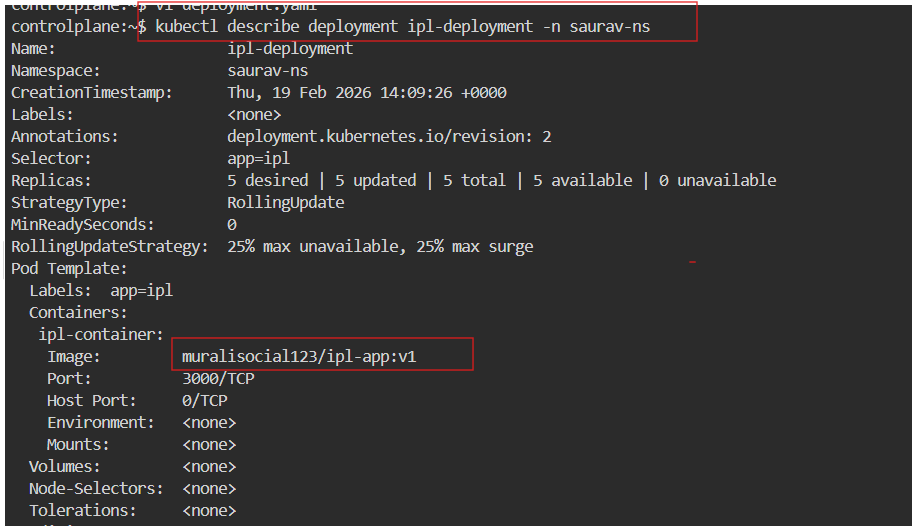 controlplane:~$ vi deployment.yaml
controlplane:~$ kubectl describe deployment ipl-deployment -n saurav-ns
Name:                   ipl-deployment
Namespace:              saurav-ns
CreationTimestamp:      Thu, 19 Feb 2026 14:09:26 +0000
Labels:                 <none>
Annotations:            deployment.kubernetes.io/revision: 2
Selector:               app=ipl
Replicas:               5 desired | 5 updated | 5 total | 5 available | 0 unavailable
StrategyType:           RollingUpdate
MinReadySeconds:        0
RollingUpdateStrategy:  25% max unavailable, 25% max surge
Pod Template:
  Labels:  app=ipl
  Containers:
   ipl-container:
    Image:         muralisocial123/ipl-app:v1
    Port:          3000/TCP
    Host Port:     0/TCP
    Environment:   <none>
    Mounts:        <none>
  Volumes:         <none>
  Node-Selectors:  <none>
  Tolerations:     <none>